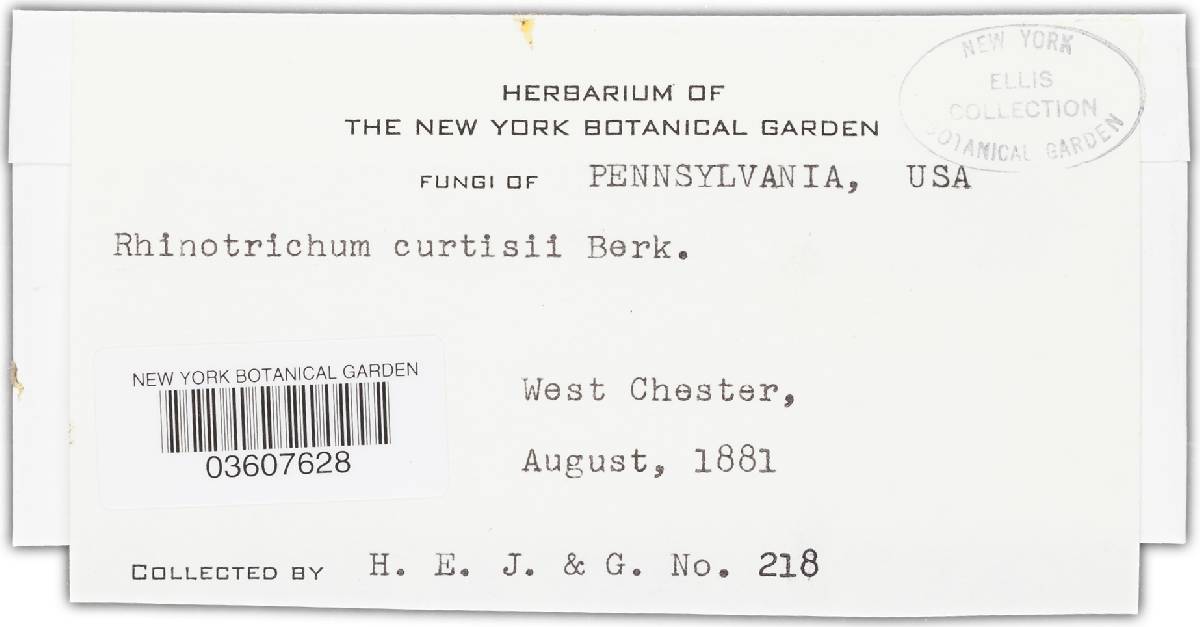 NEW YORK
ELLIS
COLLECTION
BOTANICAL GARDEN
HERBARIUM OF
THE NEW YORK BOTANICAL GARDEN
FUNGI OF PENNSYLVANIA, USA
Rhinotrichum curtisii Berk.
NEW YORK BOTANICAL GARDEN
03607628
West Chester,
August, 1881
COLLECTED BY H. E. J. & G. No. 218